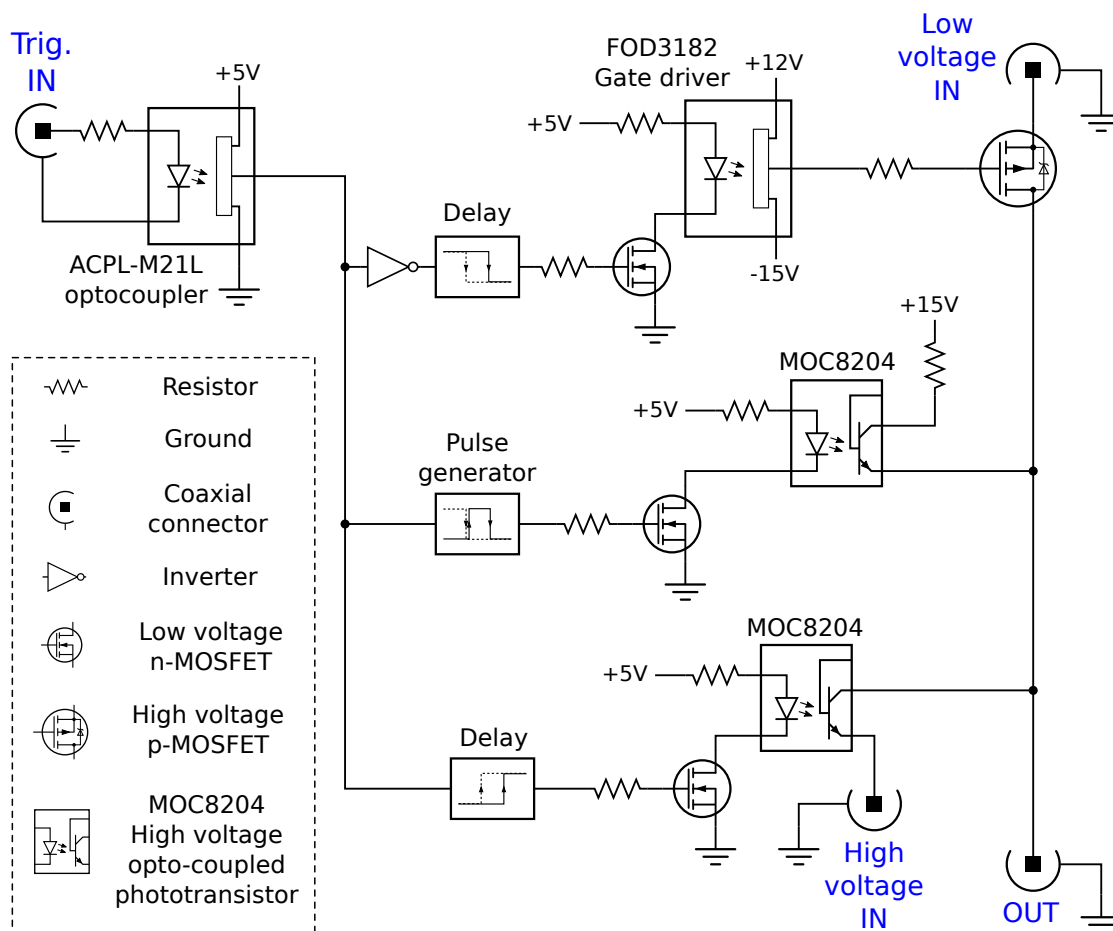 Trig.
IN
+5V
ACPL-M21L
optocoupler
FOD3182
Gate driver
+12V
+5V
-15V
Low
voltage
IN
Delay
+15V
MOC8204
+5V
Pulse
generator
MOC8204
+5V
Delay
High
voltage
IN
OUT
Resistor
Ground
Coaxial
connector
Inverter
Low voltage
n-MOSFET
High voltage
p-MOSFET
MOC8204
High voltage
opto-coupled
phototransistor